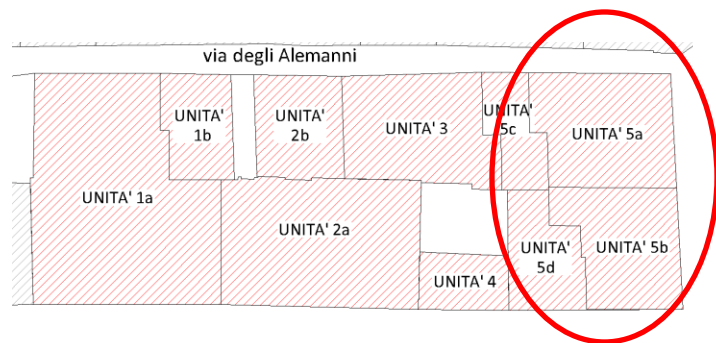 via degli Alemanni
UNITA'
1b
UNITA'
2b
UNITA' 3
UNITA'
5c
UNITA' 5a
UNITA' 1a
UNITA' 2a
UNITA' 4
UNITA'
5d
UNITA' 5b